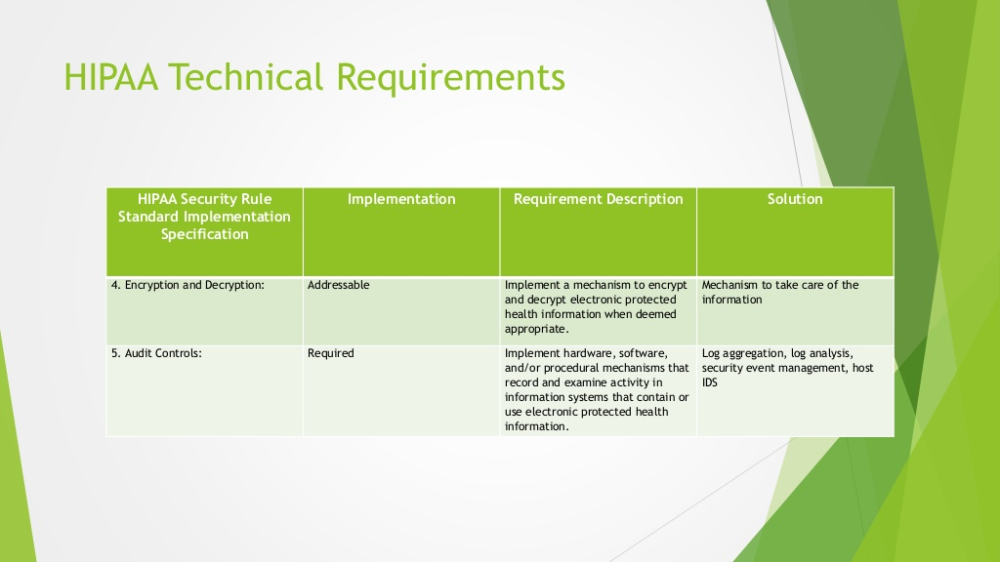 HIPAA Technical Requirements
HIPAA Security Rule
Standard Implementation
Specification
Implementation
Requirement Description
Solution
4. Encryption and Decryption:
Addressable
Implement a mechanism to encrypt
and decrypt electronic protected
health information when deemed
appropriate.
Mechanism to take care of the
information
5. Audit Controls:
Required
Implement hardware, software,
and/or procedural mechanisms that
record and examine activity in
information systems that contain or
use electronic protected health
information.
Log aggregation, log analysis,
security event management, host
IDS